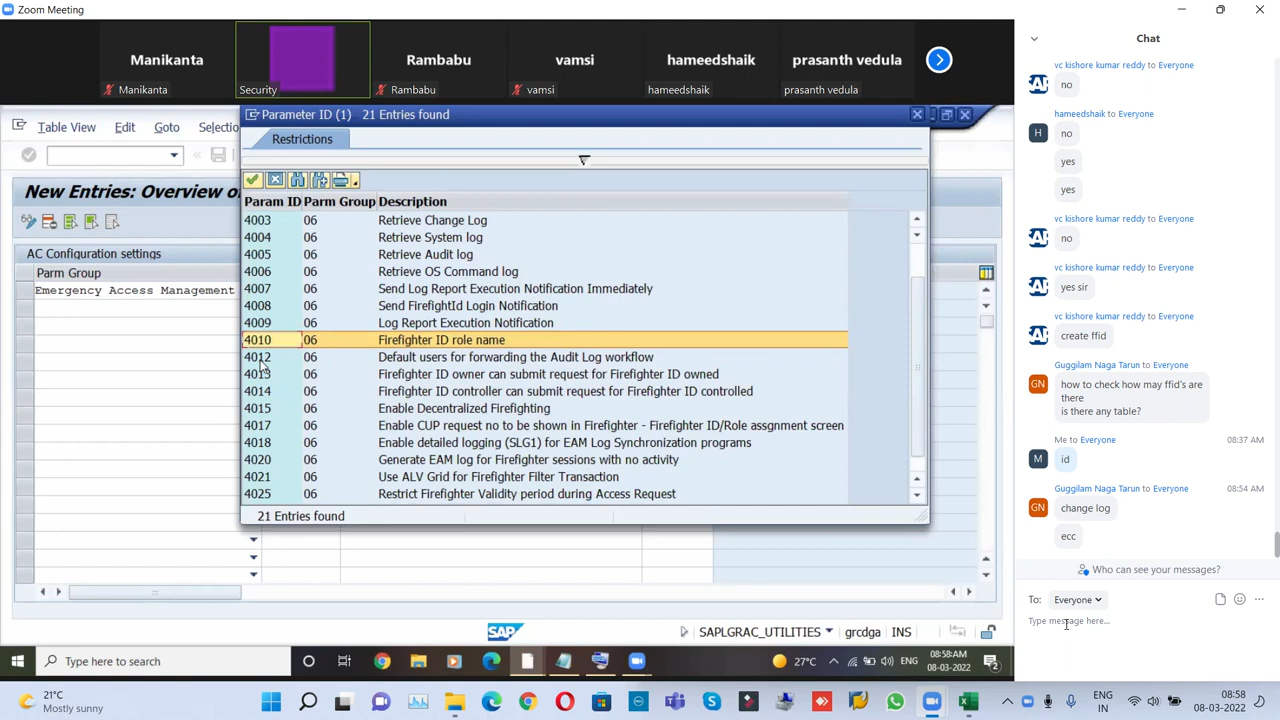 Zoom Meeting
Manikanta
Rambabu
vamsi
hameedshaik
prasanth vedula
Manikanta
Security
Rambabu
vamsi
hameedshaik
prasanth vedula
Table View Edit Goto Selectio
Parameter ID (1) 21 Entries found
Restrictions
New Entries: Overview o
AC Configuration settings
Parm Group
Emergency Access Management
Param ID Parm Group Description
4003 06 Retrieve Change Log
4004 06 Retrieve System log
4005 06 Retrieve Audit log
4006 06 Retrieve OS Command log
4007 06 Send Log Report Execution Notification Immediately
4008 06 Send FirefightId Login Notification
4009 06 Log Report Execution Notification
4010 06 Firefighter ID role name
4012 06 Default users for forwarding the Audit Log workflow
4013 06 Firefighter ID owner can submit request for Firefighter ID owned
4014 06 Firefighter ID controller can submit request for Firefighter ID controlled
4015 06 Enable Decentralized Firefighting
4017 06 Enable CUP request no to be shown in Firefighter - Firefighter ID/Role assgnment screen
4018 06 Enable detailed logging (SLG1) for EAM Log Synchronization programs
4020 06 Generate EAM log for Firefighter sessions with no activity
4021 06 Use ALV Grid for Firefighter Filter Transaction
4025 06 Restrict Firefighter Validity period during Access Request
21 Entries found
SAP
SAPLGRAC_UTILITIES
grcdga
INS
Type here to search
27°C
ENG
08:58 AM
08-03-2022
2
Chat
vc kishore kumar reddy to Everyone
SAP
no
hameedshaik to Everyone
H
no
yes
yes
vc kishore kumar reddy to Everyone
SAP
no
vc kishore kumar reddy to Everyone
SAP
yes sir
vc kishore kumar reddy to Everyone
SAP
create ffid
Guggilam Naga Tarun to Everyone
GN
how to check how may ffid's are
there
is there any table?
Me to Everyone 08:37 AM
M
id
Guggilam Naga Tarun to Everyone 08:54 AM
GN
change log
ecc
Who can see your messages?
To: Everyone
Type message here...
21°C
Mostly sunny
ENG
IN
08:58
08-03-2022